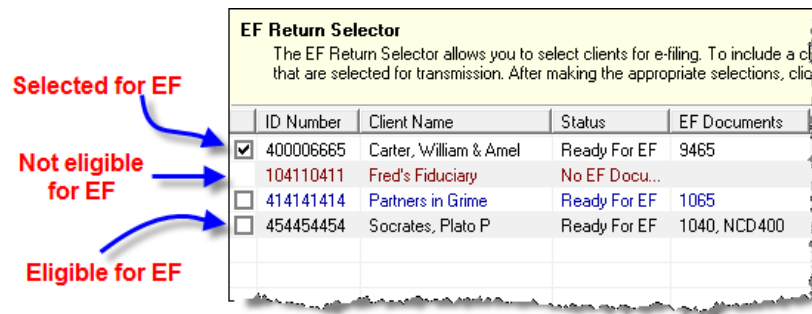 EF Return Selector
The EF Return Selector allows you to select clients for e-filing. To include a
that are selected for transmission. After making the appropriate selections,
Selected for EF
ID Number Client Name Status EF Documents
400006665 Carter, William & Amel Ready For EF 9465
Not eligible
for EF
104110411 Fred's Fiduciary No EF Docu...
414141414 Partners in Grime Ready For EF 1065
454454454 Socrates, Plato P Ready For EF 1040, NCD400
Eligible for EF